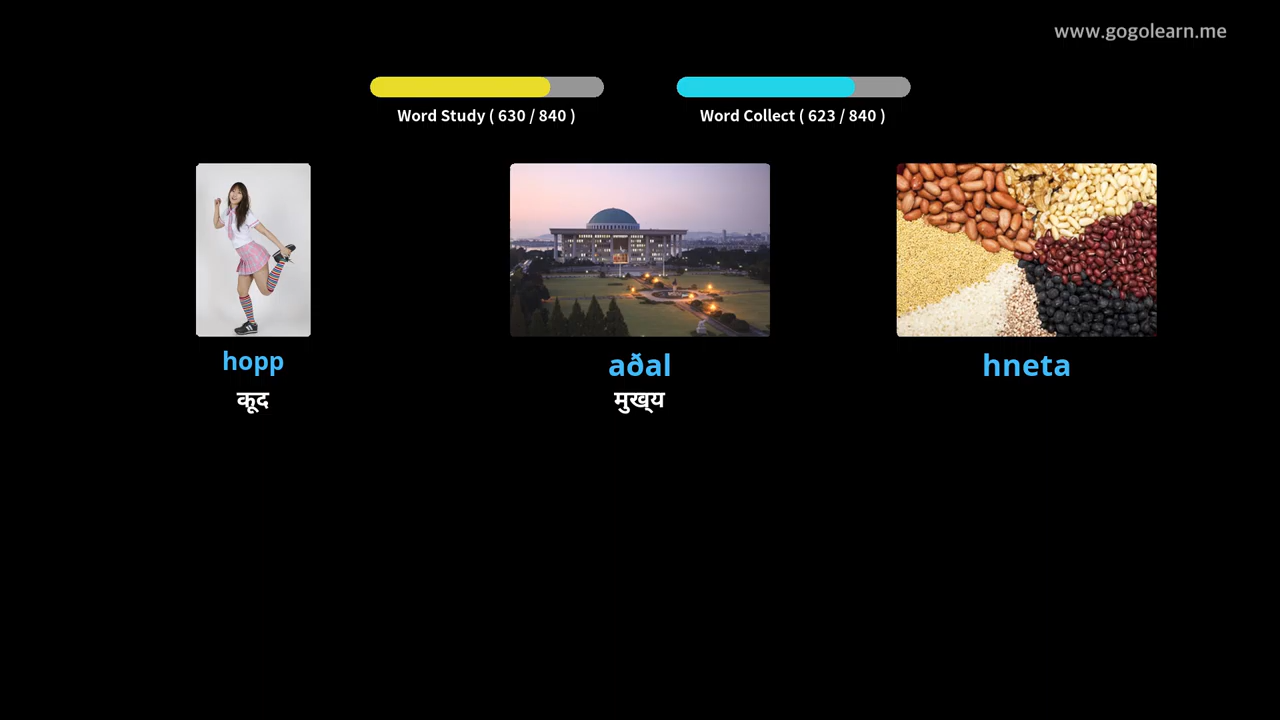 www.gogolearn.me
Word Study ( 630 / 840 )
Word Collect ( 623 / 840 )
hopp
aðal
hneta
कूद
मुख्य